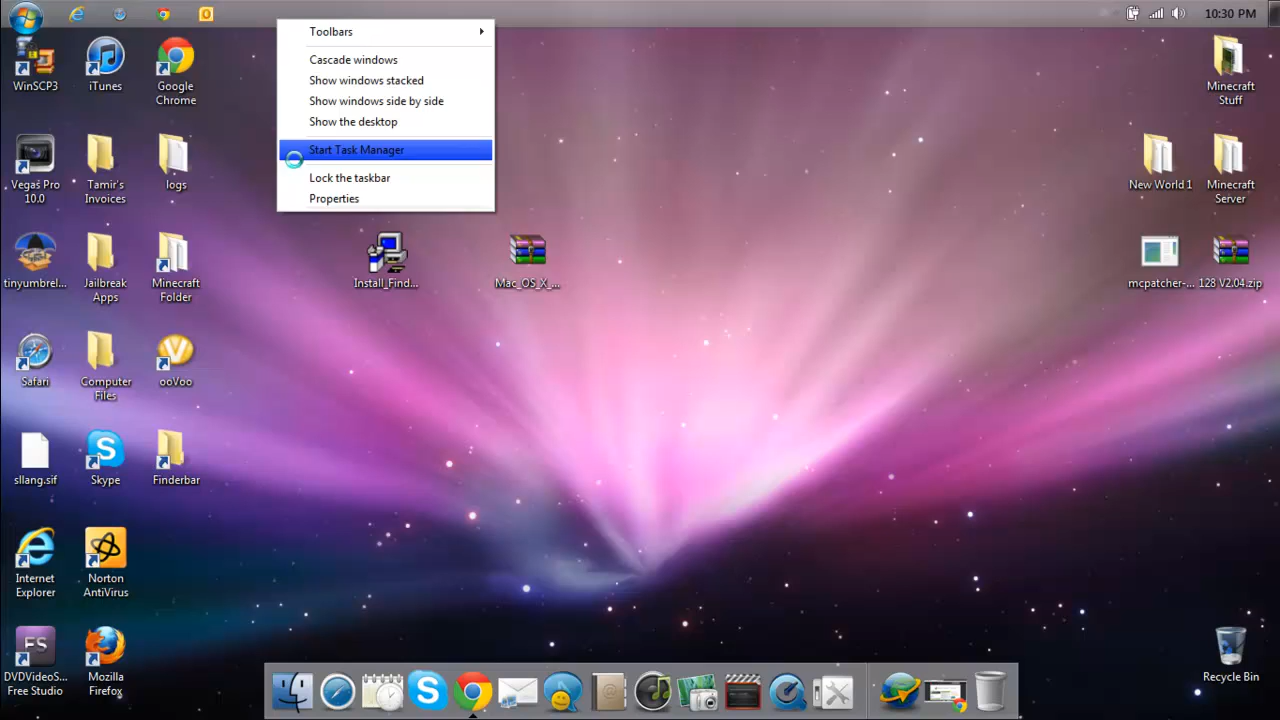 10:30 PM
Toolbars
Cascade windows
Show windows stacked
Show windows side by side
Show the desktop
Start Task Manager
Lock the taskbar
Properties
WinSCP3
iTunes
Google
Chrome
Minecraft
Stuff
Vegas Pro
10.0
Tamir's
Invoices
logs
New World 1
Minecraft
Server
tinyumbrel...
Jailbreak
Apps
Minecraft
Folder
Install_Find...
Mac_OS_X_...
mcpatcher-...
128 V2.04.zip
Safari
Computer
Files
ooVoo
sllang.sif
Skype
Finderbar
Internet
Explorer
Norton
AntiVirus
FS
DVDVideoS...
Free Studio
Mozilla
Firefox
Recycle Bin